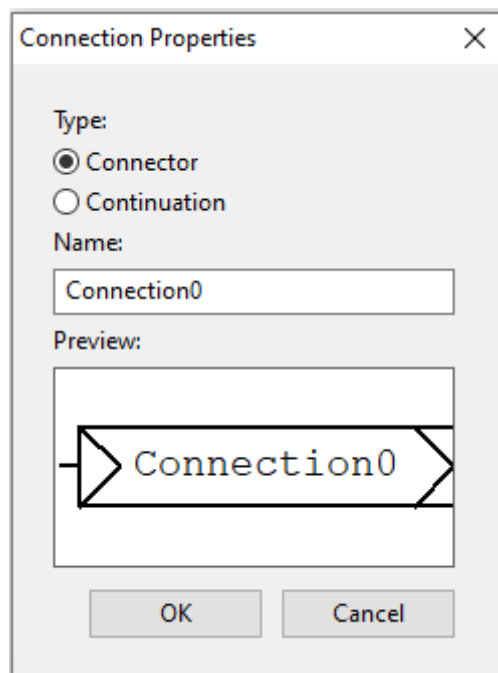 Connection Properties
Type:
Connector
Continuation
Name:
Connection0
Preview:
Connection0
OK Cancel